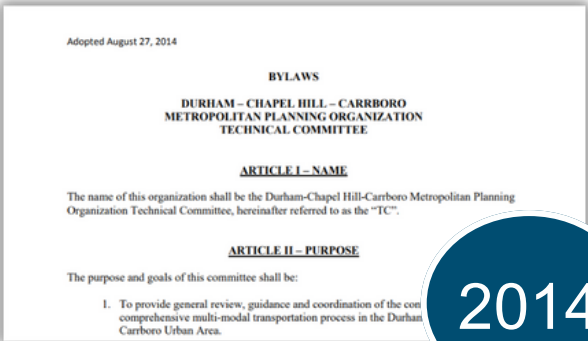 Adopted August 27, 2014
BYLAWS
DURHAM – CHAPEL HILL – CARRBORO
METROPOLITAN PLANNING ORGANIZATION
TECHNICAL COMMITTEE
ARTICLE I – NAME
The name of this organization shall be the Durham-Chapel Hill-Carrboro Metropolitan Planning
Organization Technical Committee, hereinafter referred to as the “TC”.
ARTICLE II – PURPOSE
The purpose and goals of this committee shall be:
1. To provide general review, guidance and coordination of the
comprehensive multi-modal transportation process in the
Carrboro Urban Area.
2014